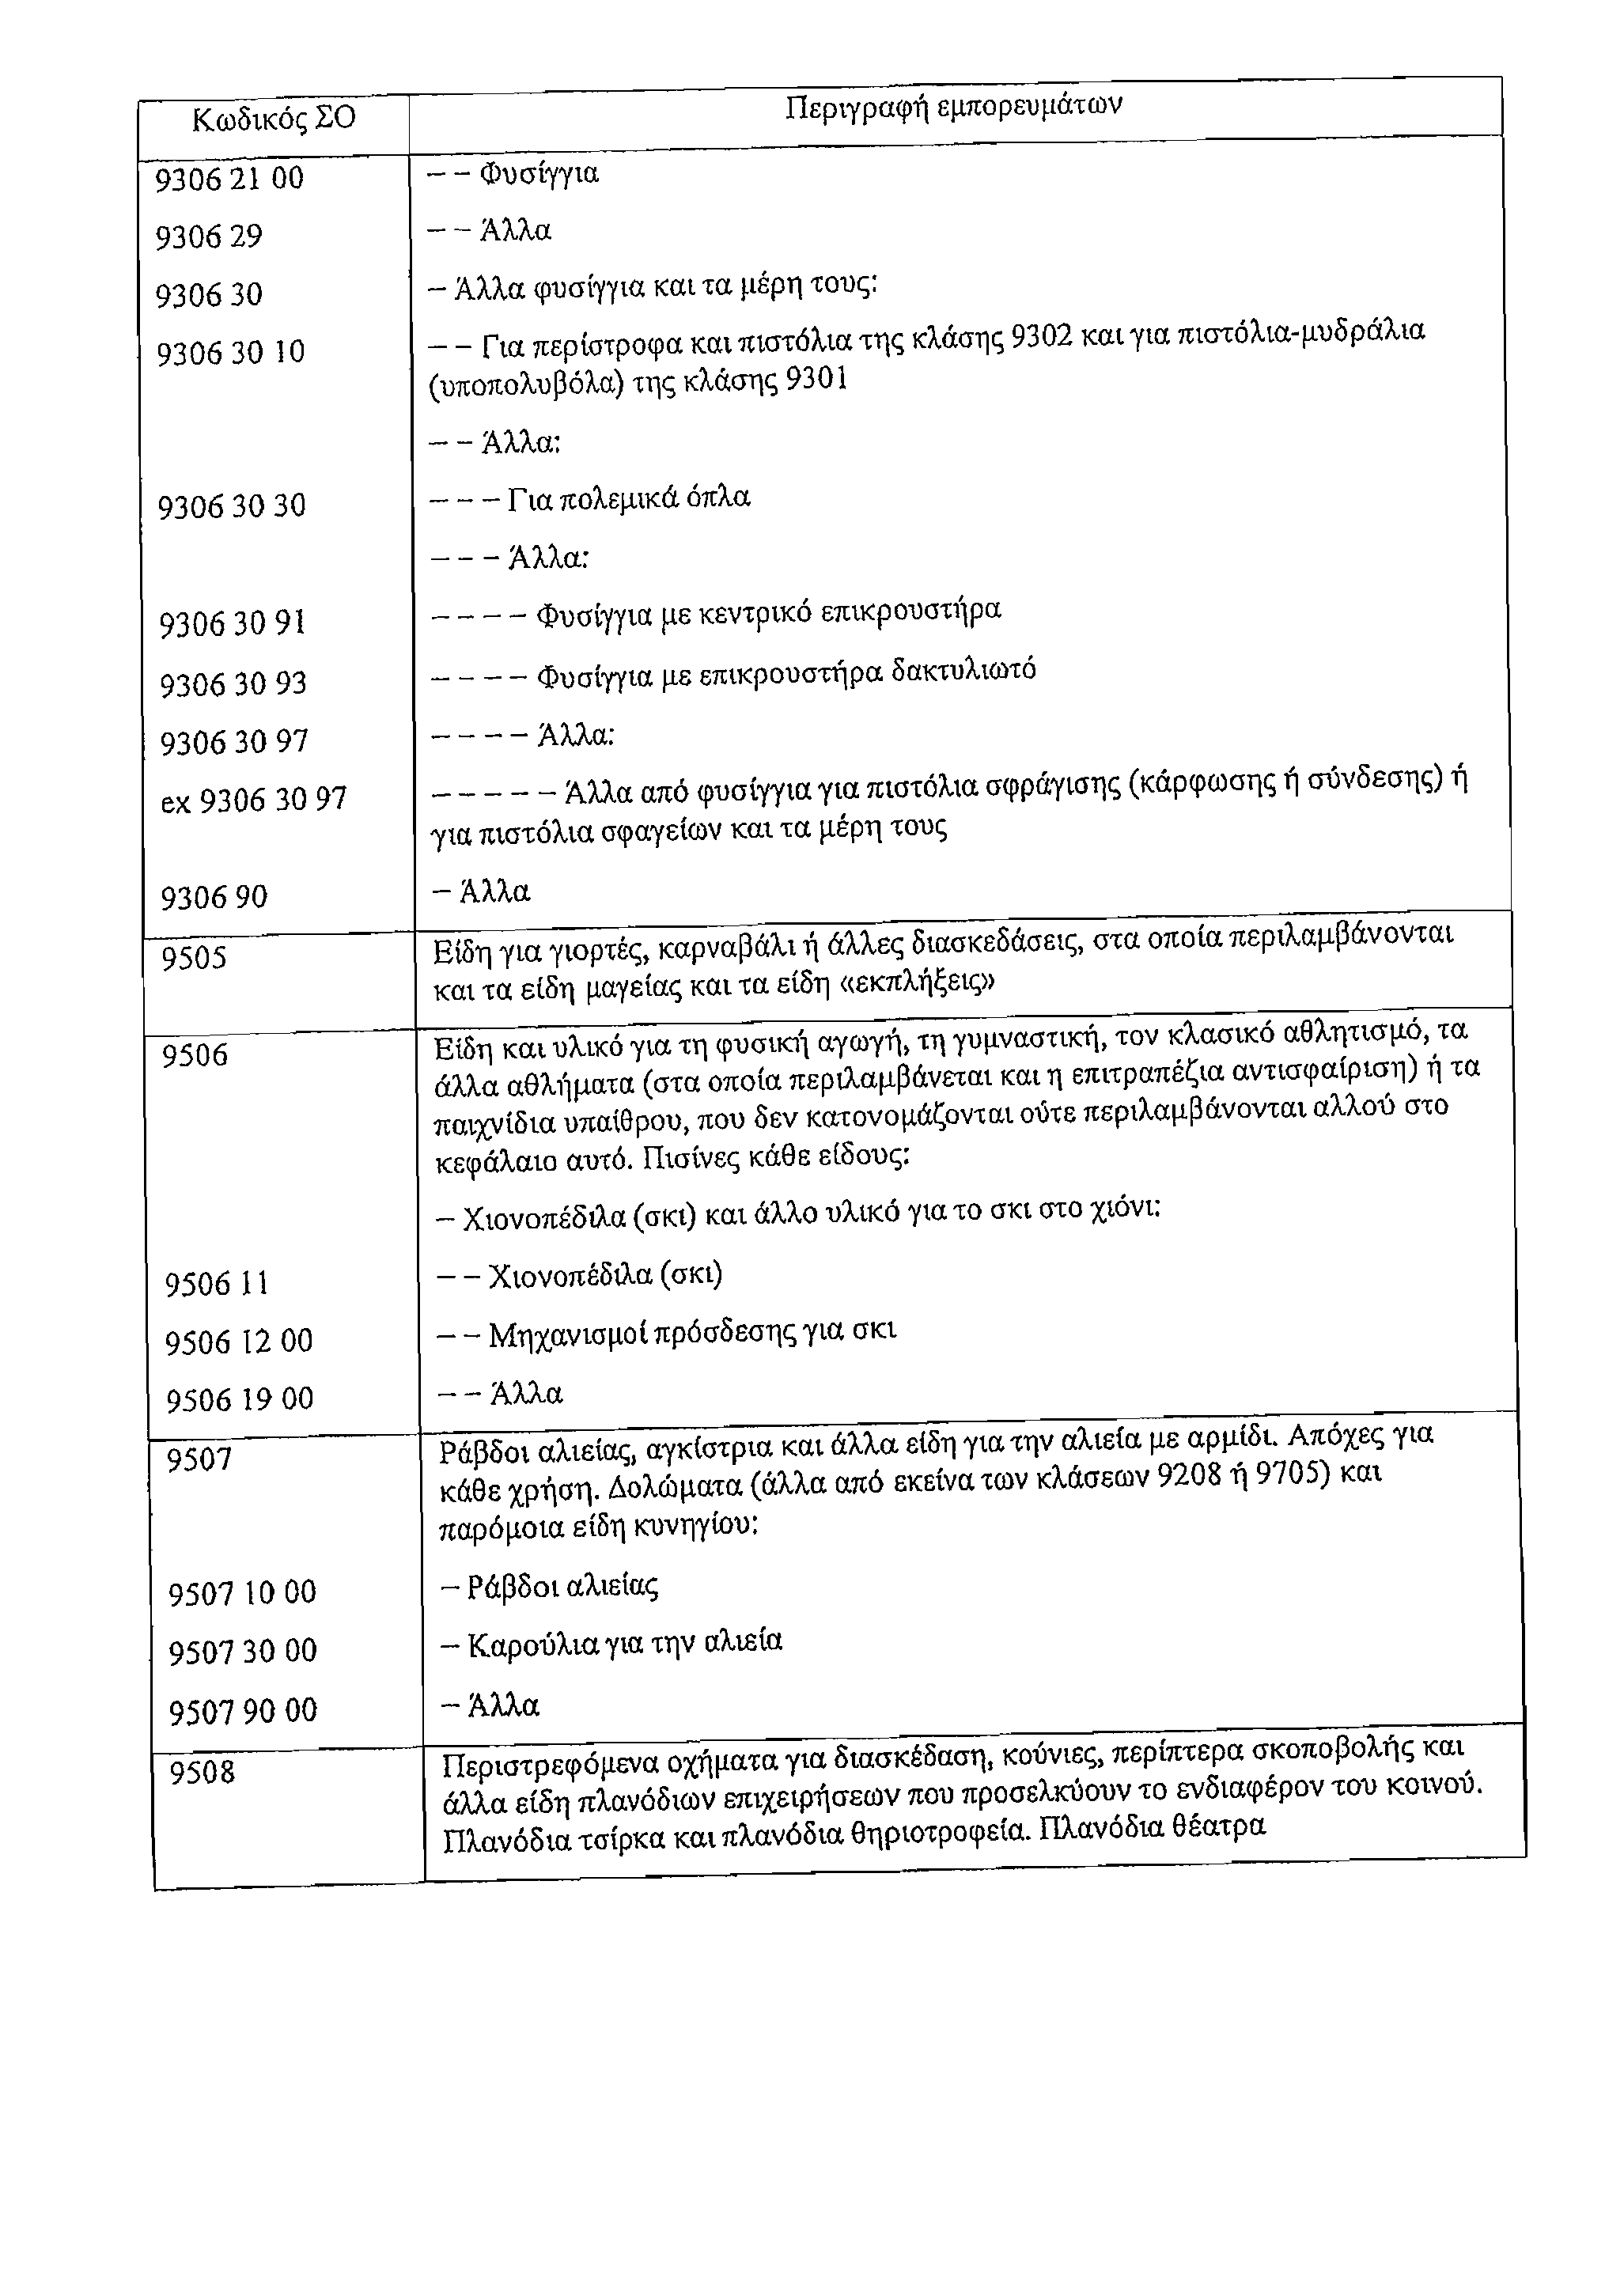 Κωδικός ΣΟ Περιγραφή εμπορευμάτων
9306 21 00 – – Φυσίγγια
9306 29 – – Άλλα
9306 30 – Άλλα φυσίγγια και τα μέρη τους:
9306 30 10 – – Για περίστροφα και πιστόλια της κλάσης 9302 και για πιστόλια-μυδράλια
(υποπολυβόλα) της κλάσης 9301
– – Άλλα:
9306 30 30 – – – Για πολεμικά όπλα
– – – Άλλα:
9306 30 91 – – – – Φυσίγγια με κεντρικό επικρουστήρα
9306 30 93 – – – – Φυσίγγια με επικρουστήρα δακτυλιωτό
9306 30 97 – – – – Άλλα:
ex 9306 30 97 – – – – – Άλλα από φυσίγγια για πιστόλια σφράγισης (κάρφωσης ή σύνδεσης) ή
για πιστόλια σφαγείων και τα μέρη τους
9306 90 – Άλλα
9505 Είδη για γιορτές, καρναβάλι ή άλλες διασκεδάσεις, στα οποία περιλαμβάνονται
και τα είδη μαγείας και τα είδη «εκπλήξεις»
9506 Είδη και υλικό για τη φυσική αγωγή, τη γυμναστική, τον κλασικό αθλητισμό, τα
άλλα αθλήματα (στα οποία περιλαμβάνεται και η επιτραπέζια αντισφαίριση) ή τα
παιχνίδια υπαίθρου, που δεν κατονομάζονται ούτε περιλαμβάνονται αλλού στο
κεφάλαιο αυτό. Πισίνες κάθε είδους:
– Χιονοπέδιλα (σκι) και άλλο υλικό για το σκι στο χιόνι:
9506 11 – – Χιονοπέδιλα (σκι)
9506 12 00 – – Μηχανισμοί πρόσδεσης για σκι
9506 19 00 – – Άλλα
9507 Ράβδοι αλιείας, αγκίστρια και άλλα είδη για την αλιεία με αρμίδι. Απόχες για
κάθε χρήση. Δολώματα (άλλα από εκείνα των κλάσεων 9208 ή 9705) και
παρόμοια είδη κυνηγίου:
9507 10 00 – Ράβδοι αλιείας
9507 30 00 – Καρούλια για την αλιεία
9507 90 00 – Άλλα
9508 Περιστρεφόμενα οχήματα για διασκέδαση, κούνιες, περίπτερα σκοποβολής και
άλλα είδη πλανόδιων επιχειρήσεων που προσελκύουν το ενδιαφέρον του κοινού.
Πλανόδια τσίρκα και πλανόδια θηριοτροφεία. Πλανόδια θέατρα